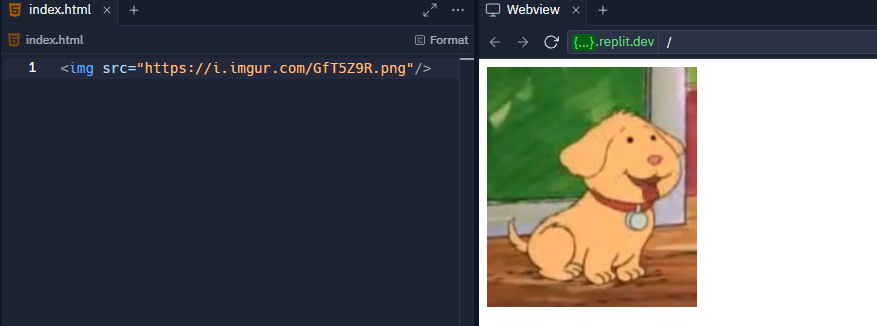 index.html
index.html
Format
1 <img src="https://i.imgur.com/GfT5Z9R.png"/>
Webview
{...}.replit.dev /